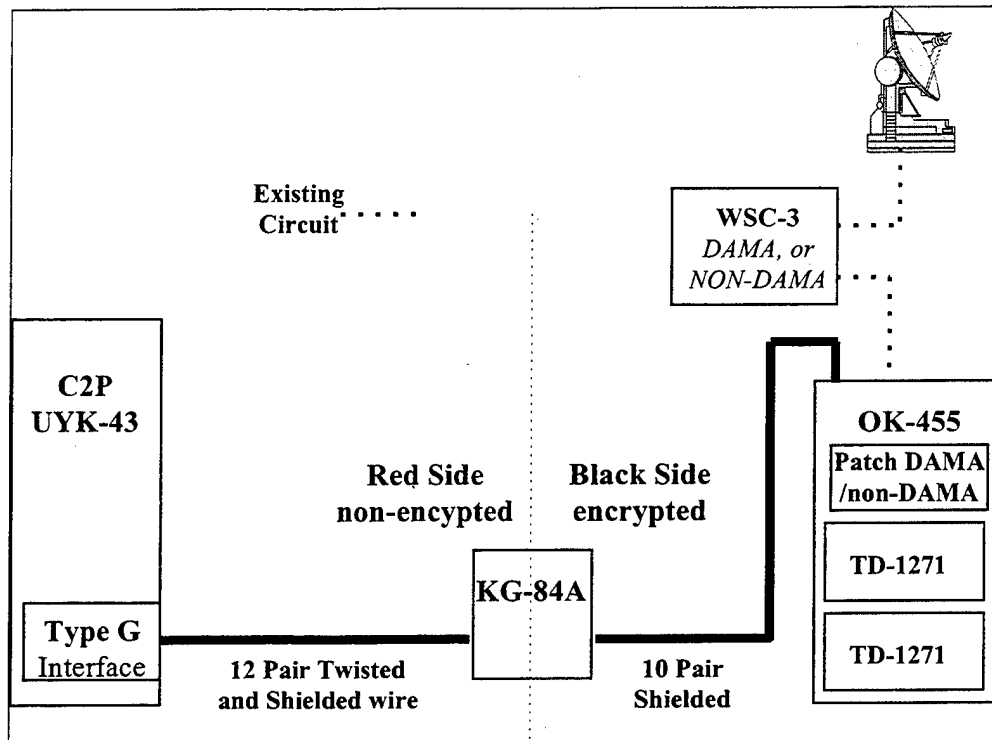 Existing
Circuit
WSC-3
DAMA, or
NON-DAMA
C2P
UYK-43
OK-455
Patch DAMA
/non-DAMA
Red Side
non-encypted
Black Side
encrypted
TD-1271
KG-84A
Type G
Interface
TD-1271
12 Pair Twisted
and Shielded wire
10 Pair
Shielded